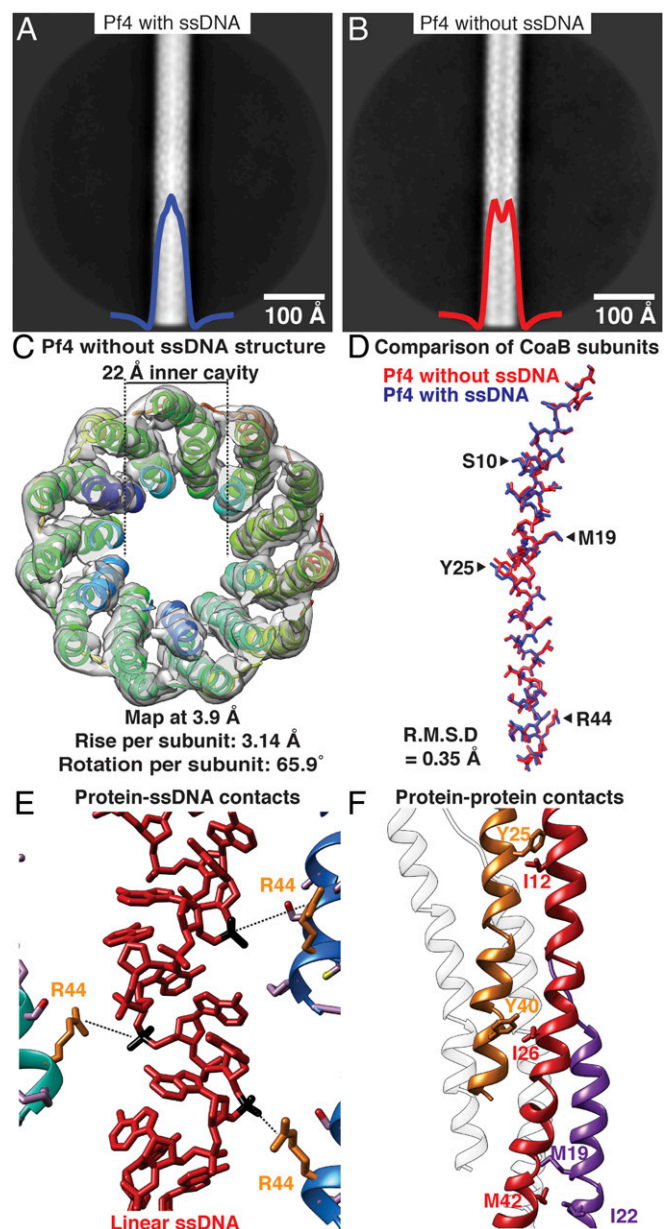 A
Pf4 with ssDNA
100 Å
B
Pf4 without ssDNA
100 Å
C Pf4 without ssDNA structure
22 Å inner cavity
Map at 3.9 Å
Rise per subunit: 3.14 Å
Rotation per subunit: 65.9°
D Comparison of CoaB subunits
Pf4 without ssDNA
Pf4 with ssDNA
S10
M19
Y25
R44
R.M.S.D
= 0.35 Å
E Protein-ssDNA contacts
R44
R44
R44
Linear ssDNA
F Protein-protein contacts
Y25
I12
Y40
I26
M19
M42
I22